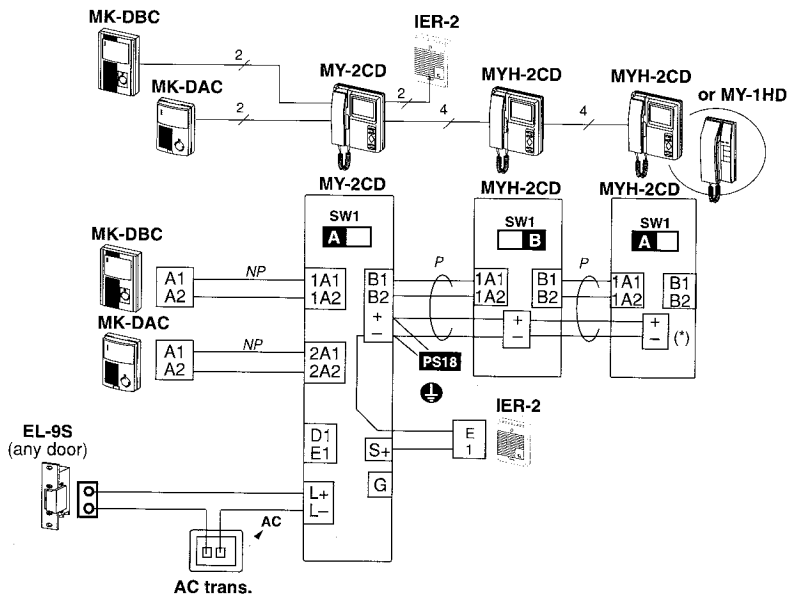 MK-DBC
IER-2
2
MY-2CD
MYH-2CD
MYH-2CD
or MY-1HD
MK-DAC
2
2
4
4
MY-2CD
MYH-2CD
MYH-2CD
SW1
A
SW1
B
SW1
A
MK-DBC
A1
A2
NP
1A1
1A2
B1
B2
+
–
P
1A1
1A2
B1
B2
+
–
P
1A1
1A2
B1
B2
+
–
(*)
MK-DAC
A1
A2
NP
2A1
2A2
PS18
IER-2
E
1
EL-9S
(any door)
D1
E1
S+
G
L+
L–
AC
AC trans.